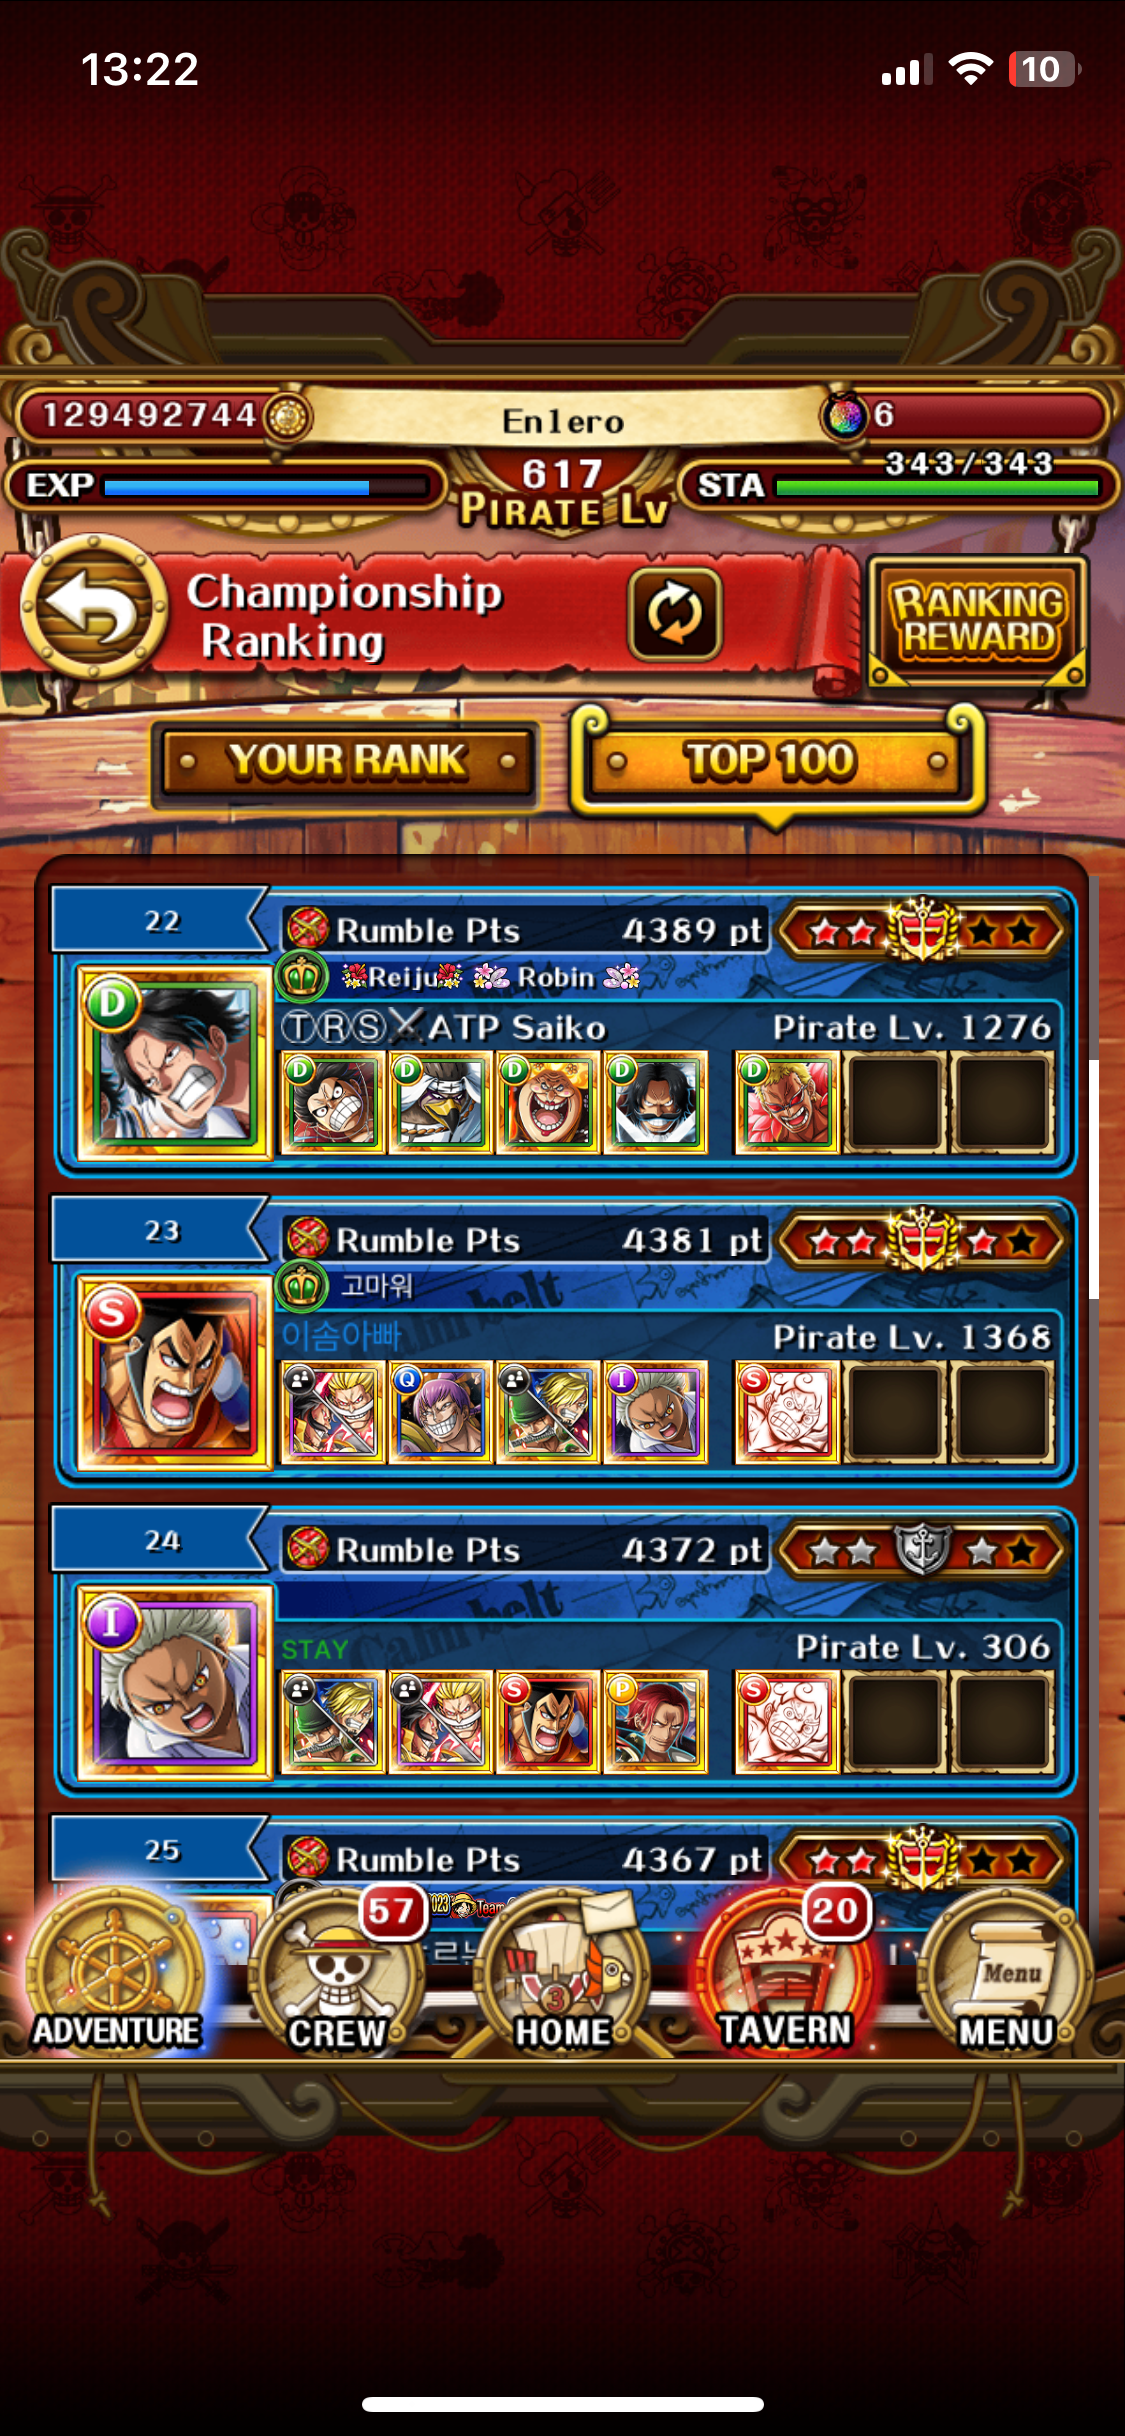 13:22
10
129492744
En1ero
6
EXP
617
PIRATE Lv
STA
343/343
Championship
Ranking
RANKING
REWARD
YOUR RANK
TOP 100
22
Rumble Pts 4389 pt
🌺Reiju🌺 🌸 Robin 🌸
ⓉⓇⓈ⚔ATP Saiko
Pirate Lv. 1276
D
D D D D D
23
Rumble Pts 4381 pt
고마워
이솜아빠
Pirate Lv. 1368
S
Q I S
24
Rumble Pts 4372 pt
STAY
Pirate Lv. 306
I
S P S
25
Rumble Pts 4367 pt
57
20
3
Menu
ADVENTURE
CREW
HOME
TAVERN
MENU